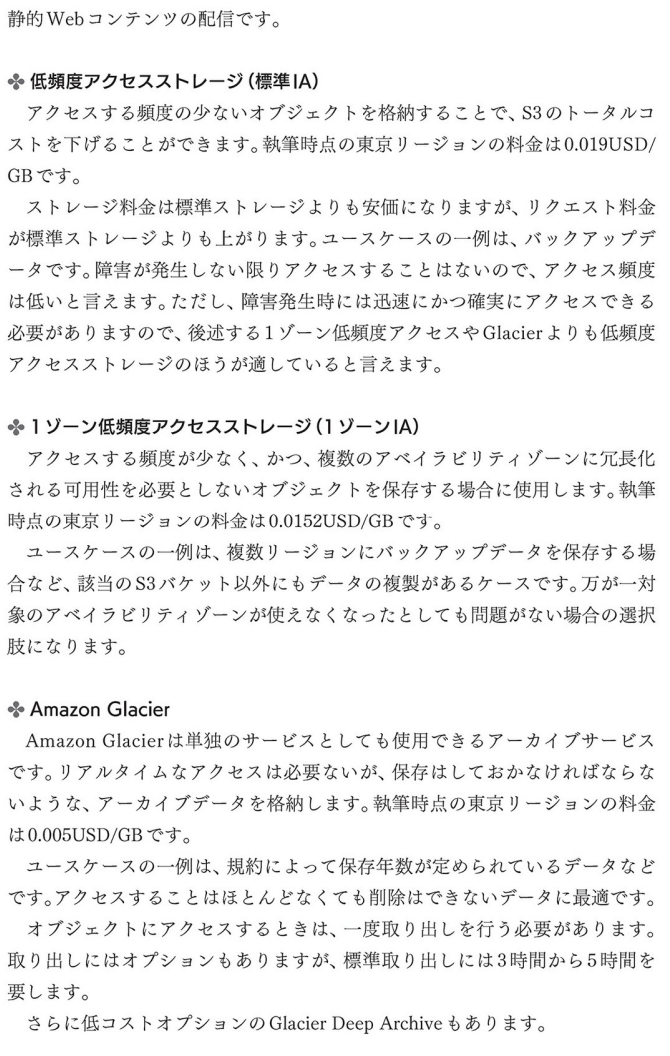 静的Webコンテンツの配信です。
✤ 低頻度アクセスストレージ(標準IA)
アクセスする頻度の少ないオブジェクトを格納することで、S3のトータルコ
ストを下げることができます。執筆時点の東京リージョンの料金は0.019USD/
GBです。
ストレージ料金は標準ストレージよりも安価になりますが、リクエスト料金
が標準ストレージよりも上がります。ユースケースの一例は、バックアップデ
ータです。障害が発生しない限りアクセスすることはないので、アクセス頻度
は低いと言えます。ただし、障害発生時には迅速にかつ確実にアクセスできる
必要がありますので、後述する1ゾーン低頻度アクセスやGlacierよりも低頻度
アクセスストレージのほうが適していると言えます。
✤ 1ゾーン低頻度アクセスストレージ(1ゾーンIA)
アクセスする頻度が少なく、かつ、複数のアベイラビリティゾーンに冗長化
される可用性を必要としないオブジェクトを保存する場合に使用します。執筆
時点の東京リージョンの料金は0.0152USD/GBです。
ユースケースの一例は、複数リージョンにバックアップデータを保存する場
合など、該当のS3バケット以外にもデータの複製があるケースです。万が一対
象のアベイラビリティゾーンが使えなくなったとしても問題がない場合の選択
肢になります。
✤ Amazon Glacier
Amazon Glacierは単独のサービスとしても使用できるアーカイブサービス
です。リアルタイムなアクセスは必要ないが、保存はしておかなければならな
いような、アーカイブデータを格納します。執筆時点の東京リージョンの料金
は0.005USD/GBです。
ユースケースの一例は、規約によって保存年数が定められているデータなど
です。アクセスすることはほとんどなくても削除はできないデータに最適です。
オブジェクトにアクセスするときは、一度取り出しを行う必要があります。
取り出しにはオプションもありますが、標準取り出しには3時間から5時間を
要します。
さらに低コストオプションのGlacier Deep Archiveもあります。